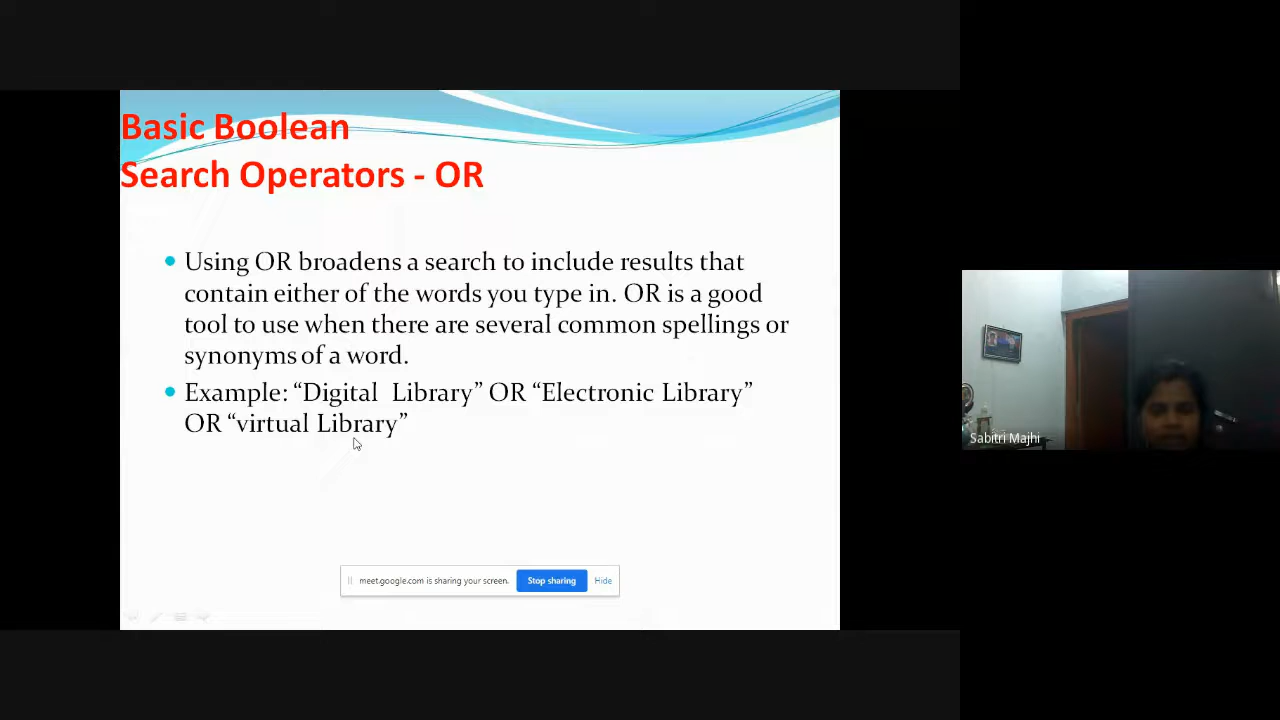 Basic Boolean
Search Operators - OR
Using OR broadens a search to include results that
contain either of the words you type in. OR is a good
tool to use when there are several common spellings or
synonyms of a word.
Example: “Digital Library” OR “Electronic Library”
OR “virtual Library”
meet.google.com is sharing your screen.
Stop sharing
Hide
Sabitri Majhi